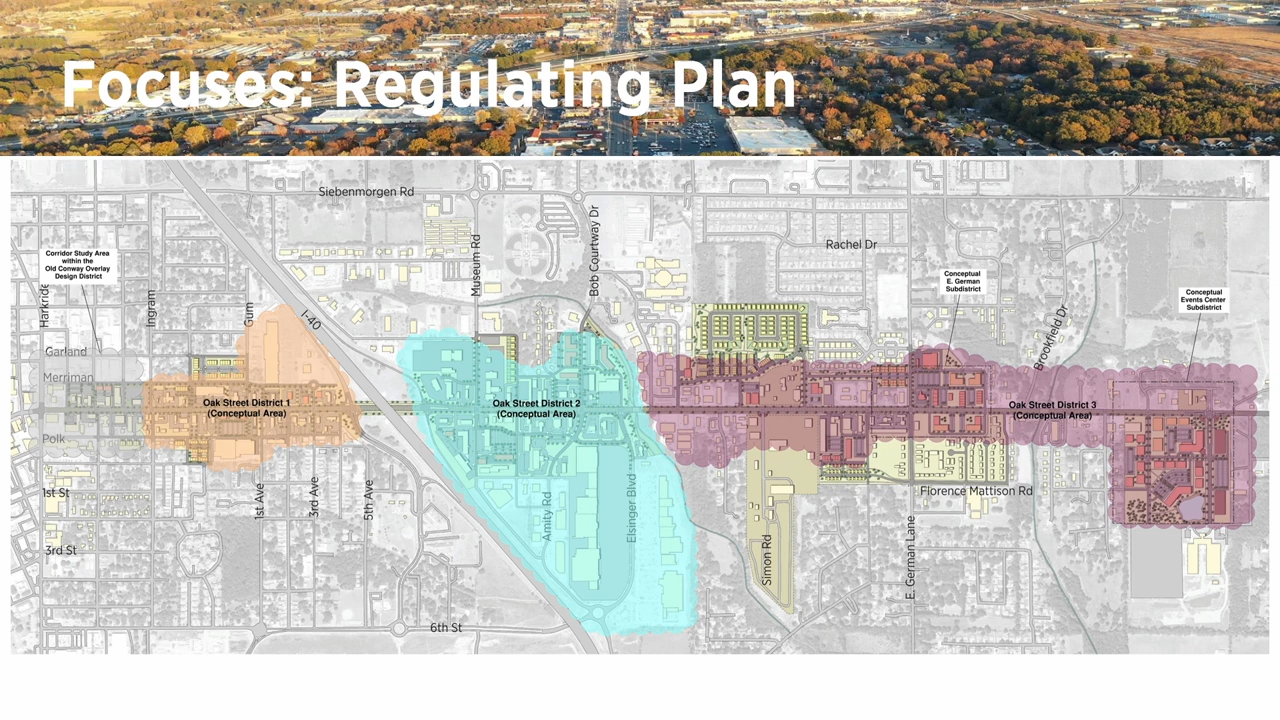 Focuses: Regulating Plan
Siebenmorgen Rd
Corridor Study Area
within the
Old Conway Overlay
Design District
Harkrider
Ingram
Gum
I-40
Museum Rd
Bob Courtway Dr
Rachel Dr
Conceptual
E. German
Subdistrict
Conceptual
Events Center
Subdistrict
Brookfield Dr
Garland
Merriman
Polk
Oak Street District 1
(Conceptual Area)
Oak Street District 2
(Conceptual Area)
Oak Street District 3
(Conceptual Area)
1st St
3rd St
1st Ave
3rd Ave
5th Ave
Amity Rd
Elsinger Blvd
Simon Rd
E. German Lane
Florence Mattison Rd
6th St